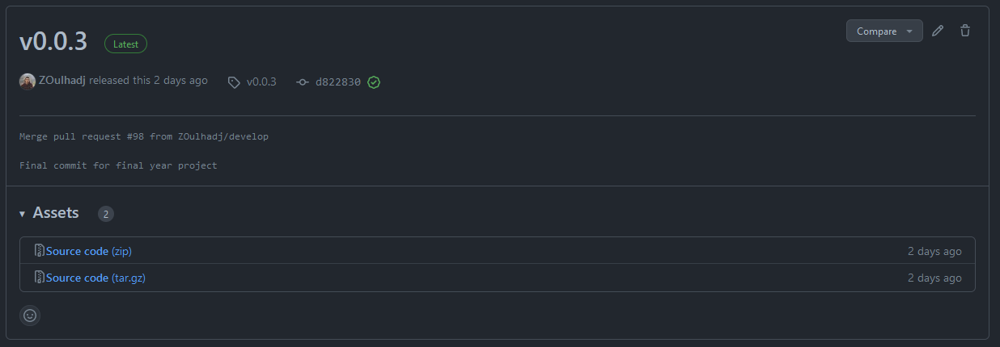 v0.0.3 Latest Compare
ZOulhadj released this 2 days ago v0.0.3 d822830
Merge pull request #98 from ZOulhadj/develop
Final commit for final year project
Assets 2
Source code (zip) 2 days ago
Source code (tar.gz) 2 days ago